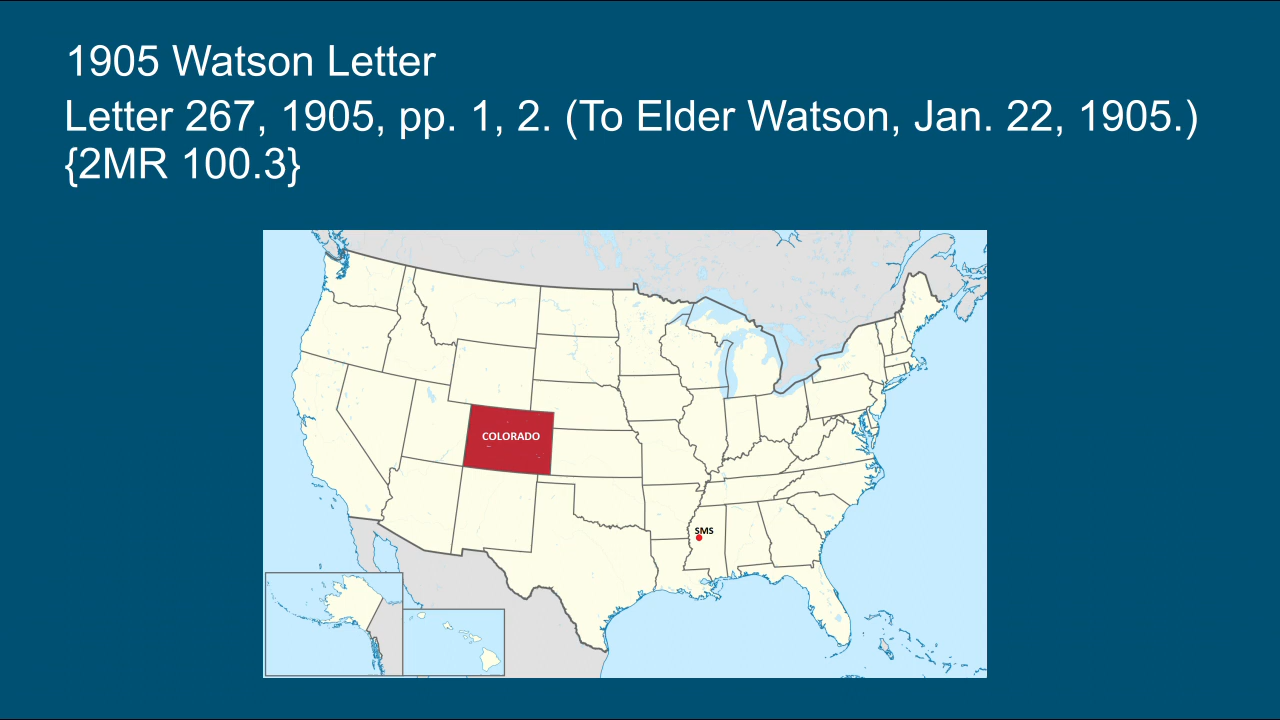 1905 Watson Letter
Letter 267, 1905, pp. 1, 2. (To Elder Watson, Jan. 22, 1905.)
{2MR 100.3}
COLORADO
SMS